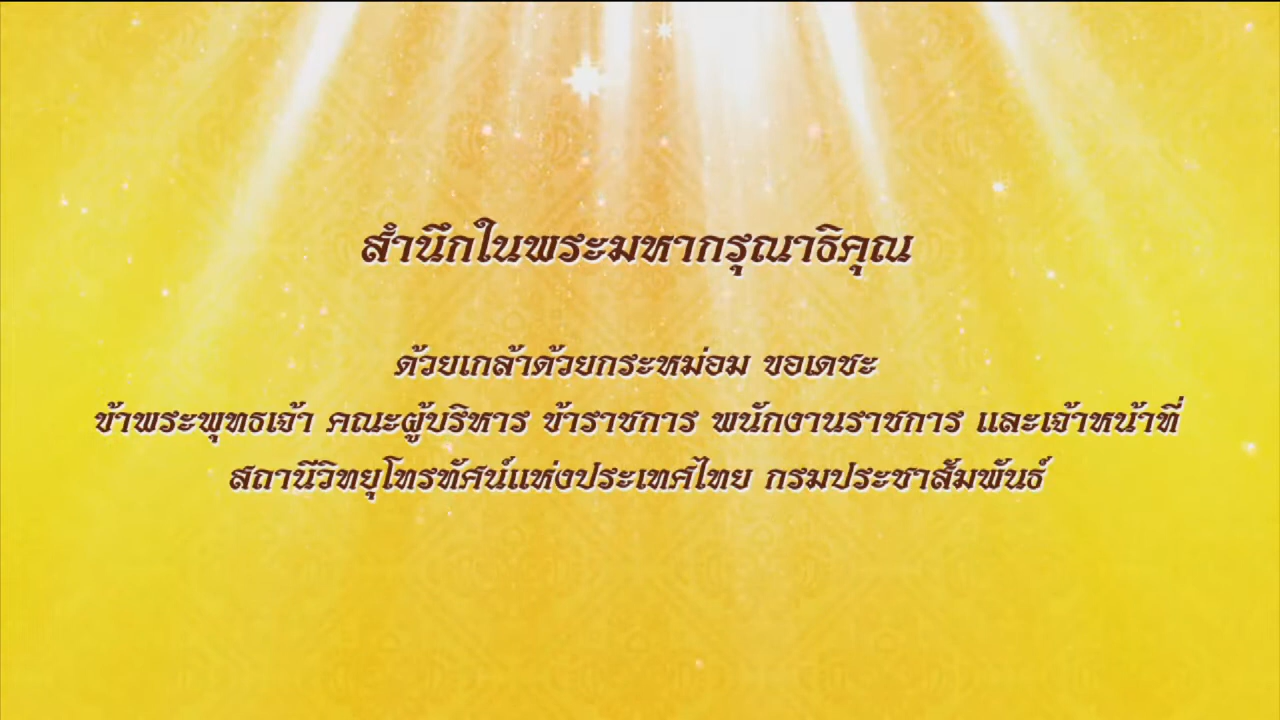 สำนึกในพระมหากรุณาธิคุณ
ด้วยเกล้าด้วยกระหม่อม ขอเดชะ
ข้าพระพุทธเจ้า คณะผู้บริหาร ข้าราชการ พนักงานราชการ และเจ้าหน้าที่
สถานีวิทยุโทรทัศน์แห่งประเทศไทย กรมประชาสัมพันธ์